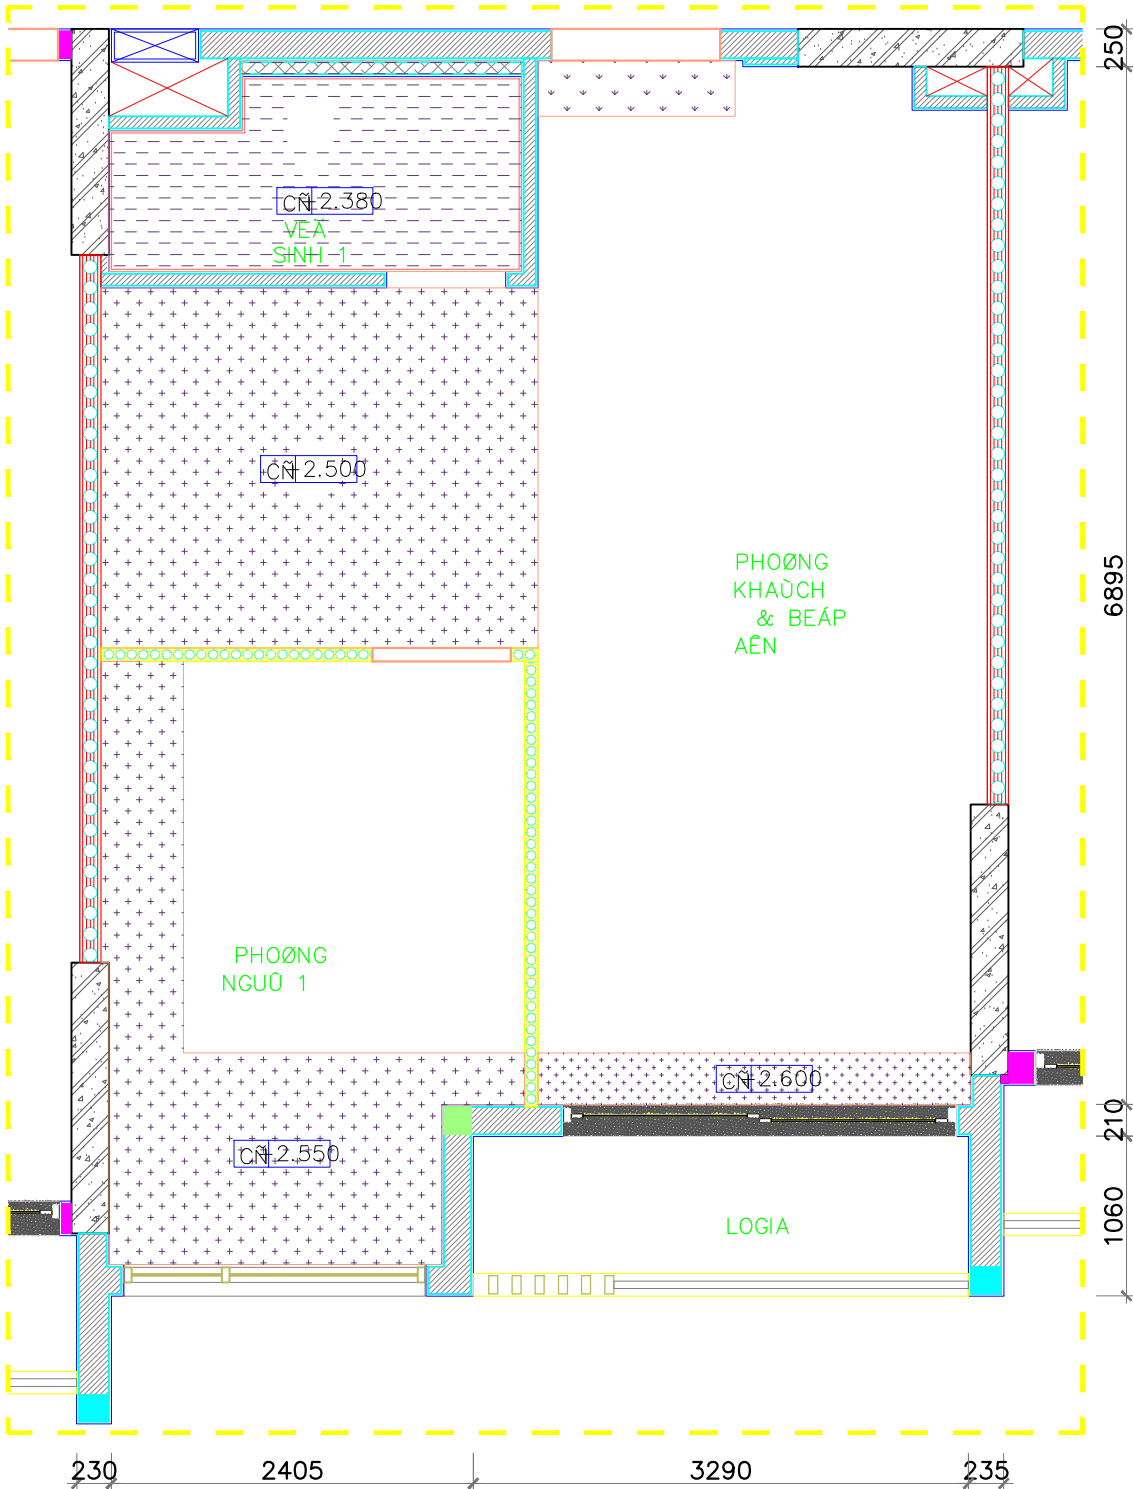 250
CÑ +2.380
VEÄ
SINH 1
CÑ +2.500
PHOØNG
KHAÙCH
& BEÁP
AÊN
6895
PHOØNG
NGUÛ 1
CÑ +2.600
210
CÑ +2.550
LOGIA
1060
230
2405
3290
235